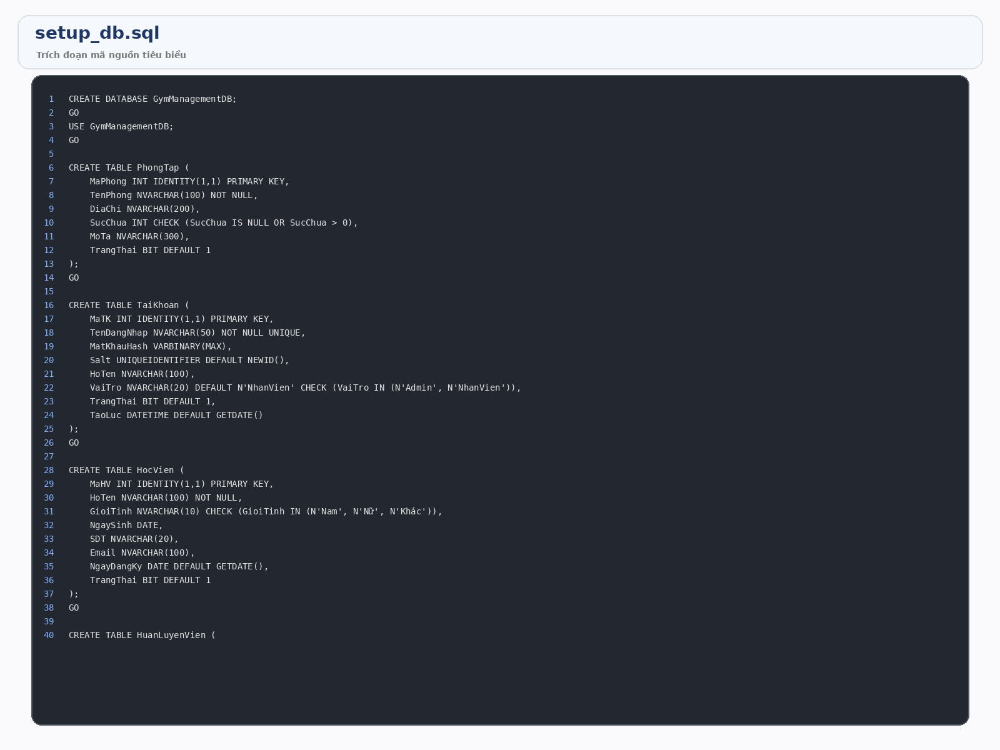 setup_db.sql
Trích đoạn mã nguồn tiêu biểu
1 CREATE DATABASE GymManagementDB;
2 GO
3 USE GymManagementDB;
4 GO
5
6 CREATE TABLE PhongTap (
7     MaPhong INT IDENTITY(1,1) PRIMARY KEY,
8     TenPhong NVARCHAR(100) NOT NULL,
9     DiaChi NVARCHAR(200),
10     SucChua INT CHECK (SucChua IS NULL OR SucChua > 0),
11     MoTa NVARCHAR(300),
12     TrangThai BIT DEFAULT 1
13 );
14 GO
15
16 CREATE TABLE TaiKhoan (
17     MaTK INT IDENTITY(1,1) PRIMARY KEY,
18     TenDangNhap NVARCHAR(50) NOT NULL UNIQUE,
19     MatKhauHash VARBINARY(MAX),
20     Salt UNIQUEIDENTIFIER DEFAULT NEWID(),
21     HoTen NVARCHAR(100),
22     VaiTro NVARCHAR(20) DEFAULT N'NhanVien' CHECK (VaiTro IN (N'Admin', N'NhanVien')),
23     TrangThai BIT DEFAULT 1,
24     TaoLuc DATETIME DEFAULT GETDATE()
25 );
26 GO
27
28 CREATE TABLE HocVien (
29     MaHV INT IDENTITY(1,1) PRIMARY KEY,
30     HoTen NVARCHAR(100) NOT NULL,
31     GioiTinh NVARCHAR(10) CHECK (GioiTinh IN (N'Nam', N'Nữ', N'Khác')),
32     NgaySinh DATE,
33     SDT NVARCHAR(20),
34     Email NVARCHAR(100),
35     NgayDangKy DATE DEFAULT GETDATE(),
36     TrangThai BIT DEFAULT 1
37 );
38 GO
39
40 CREATE TABLE HuanLuyenVien (